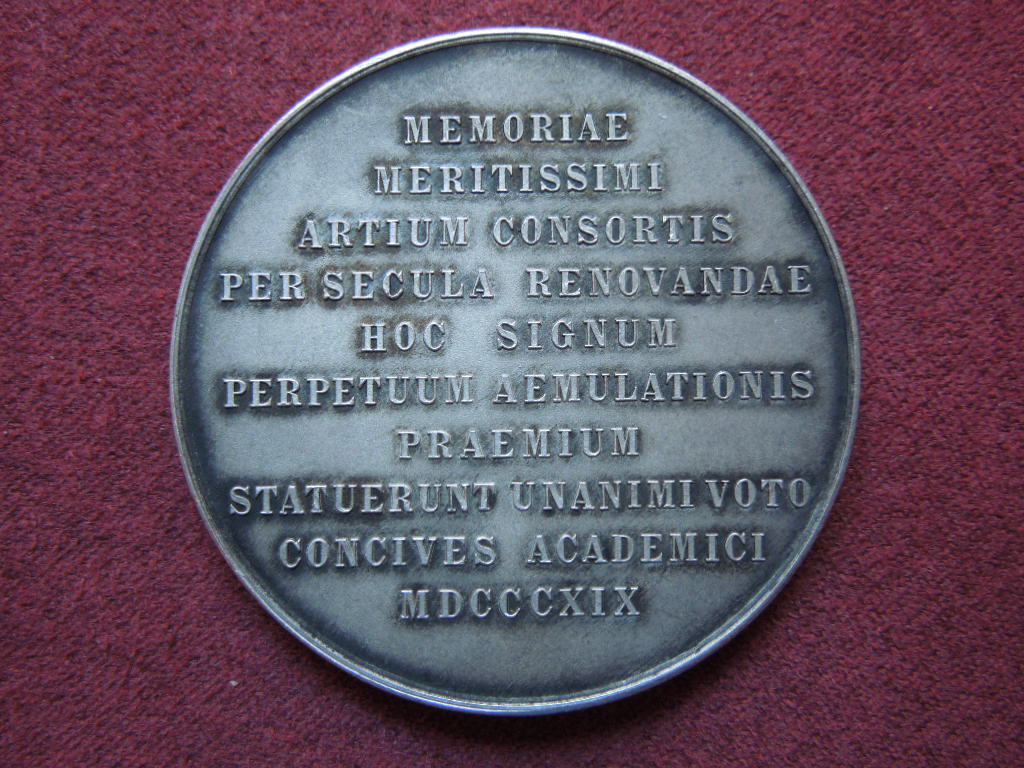 MEMORIAE
MERITISSIMI
ARTIUM CONSORTIS
PER SECULA RENOVANDAE
HOC SIGNUM
PERPETUUM AEMULATIONIS
PRAEMIUM
STATUERUNT UNANIMI VOTO
CONCIVES ACADEMICI
MDCCCXIX